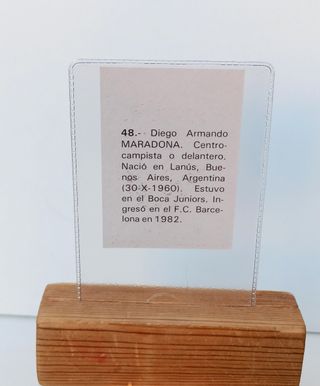 48.- Diego Armando
MARADONA. Centro-
campista o delantero.
Nació en Lanús, Bue-
nos Aires, Argentina
(30-X-1960). Estuvo
en el Boca Juniors. In-
gresó en el F.C. Barce-
lona en 1982.